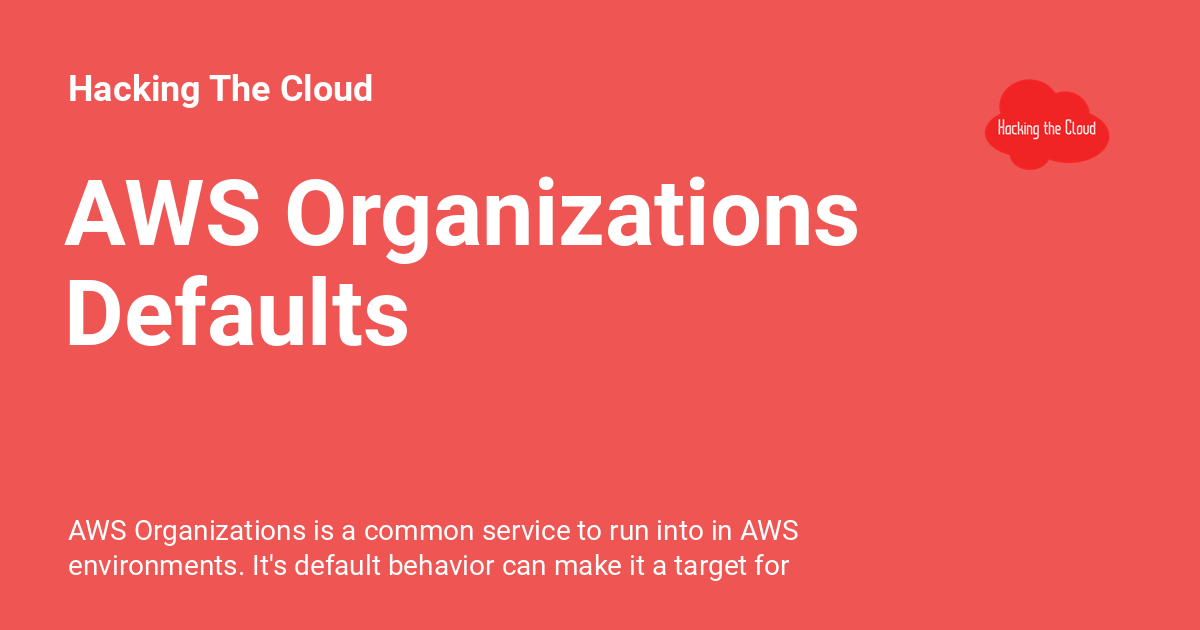 Hacking The Cloud
Hacking the Cloud
AWS Organizations
Defaults
AWS Organizations is a common service to run into in AWS
environments. It's default behavior can make it a target for